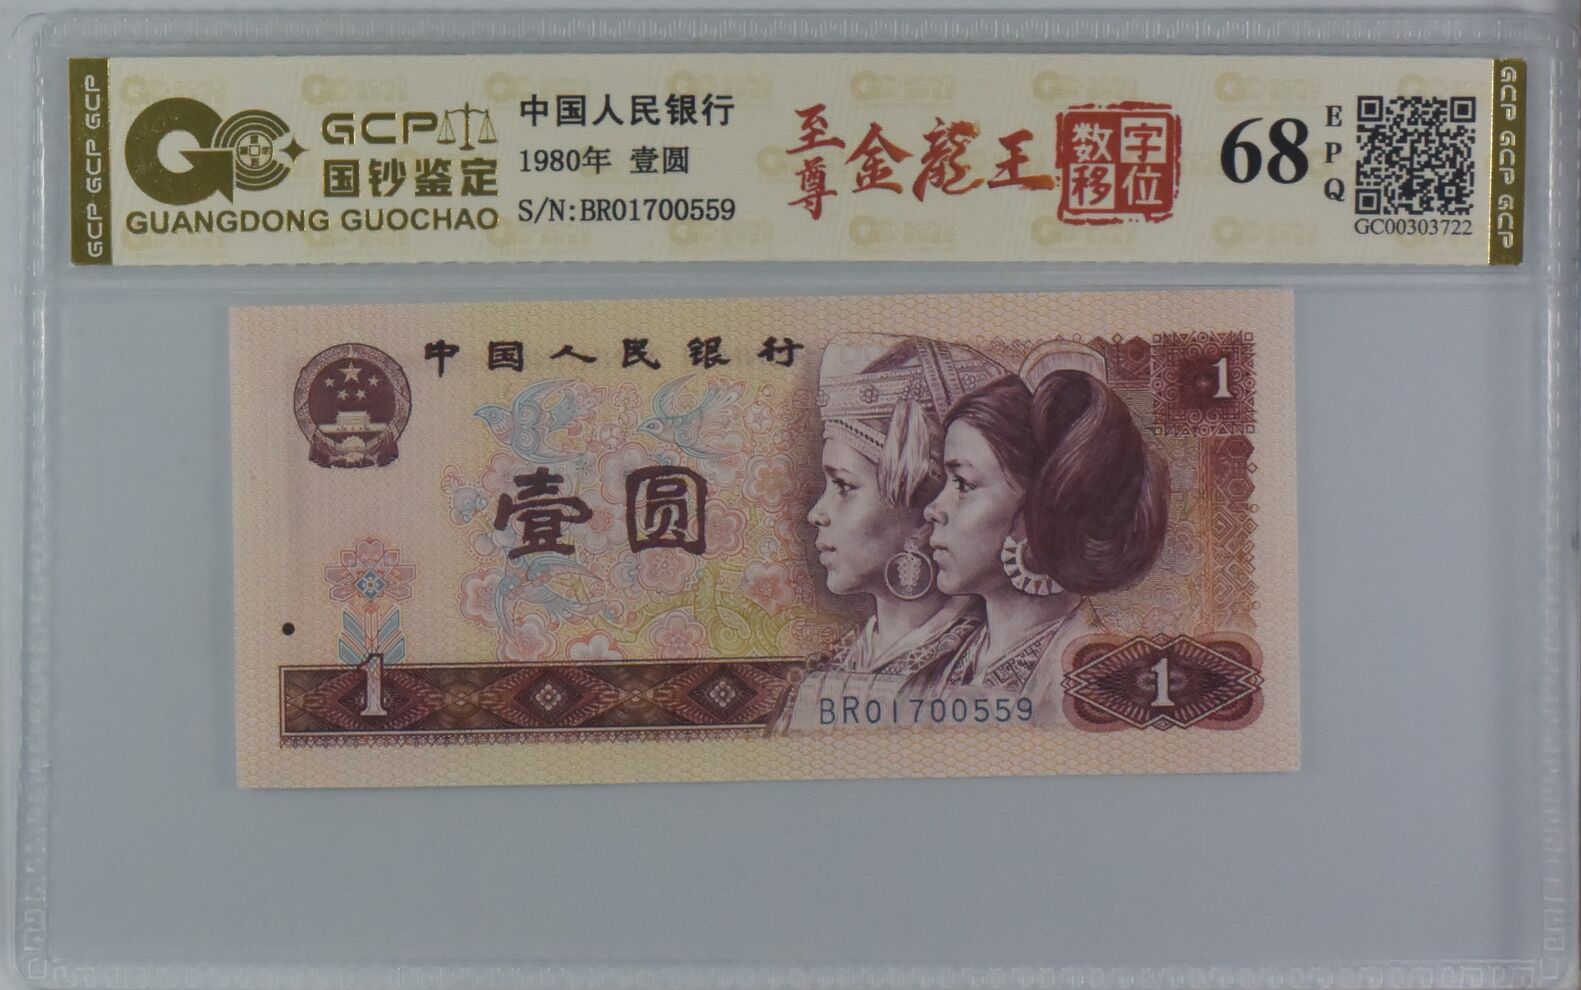 GCP GCP GCP
GCP
国钞鉴定
GUANGDONG GUOCHAO
中国人民银行
1980年 壹圆
S/N:BR01700559
至尊金龍王
数字
移位
68
EPQ
GC00303722
GCP GCP GCP
中国人民银行
壹圆
1
1
BR01700559
1